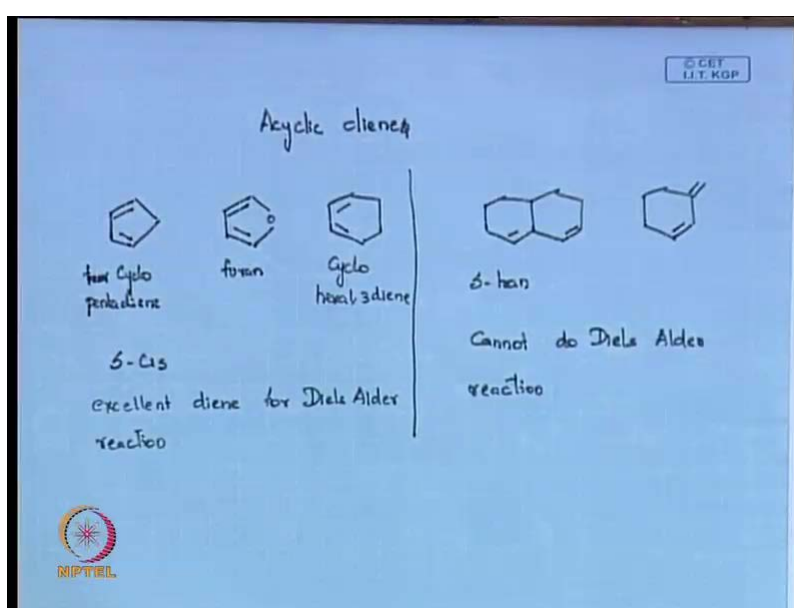 © CET
I.I.T. KGP
Acyclic dienes
Cyclo
pentadiene
furan
Cyclo
hexa1,3diene
S-Cis
excellent diene for Diels Alder
reaction
S-tran
Cannot do Diels Alder
reaction
O
NPTEL